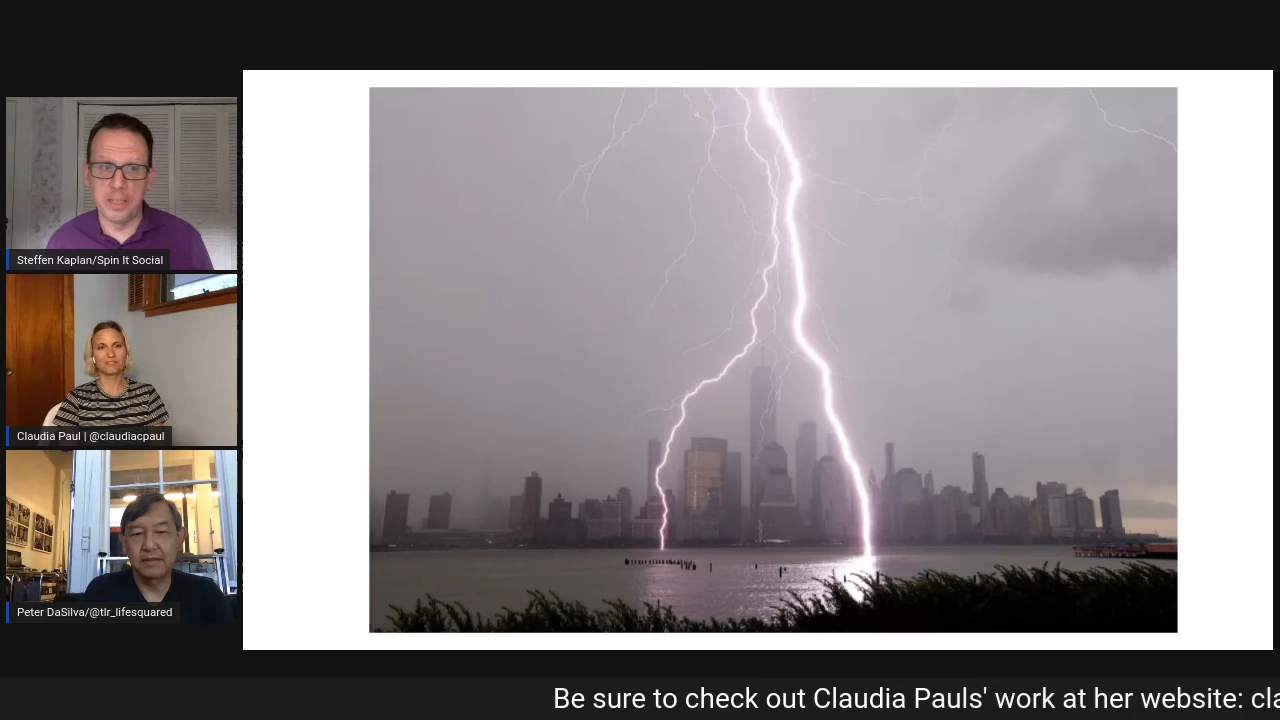 Steffen Kaplan/Spin It Social
Claudia Paul | @claudiacpaul
Peter DaSilva/@tlr_lifesquared
Be sure to check out Claudia Pauls' work at her website: cla